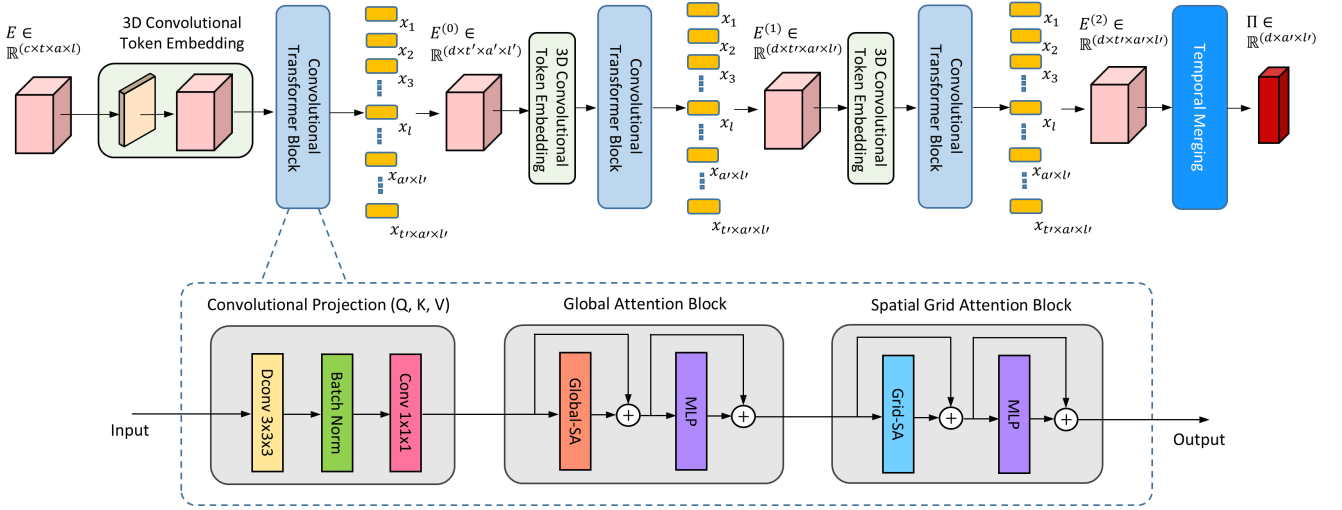 E ∈
ℝ^(c×t×a×l)
3D Convolutional
Token Embedding
Convolutional
Transformer Block
x_1
x_2
x_3
x_l
x_{a′×l′}
x_{t′×a′×l′}
E^(0) ∈
ℝ^(d×t′×a′×l′)
3D Convolutional
Token Embedding
Convolutional
Transformer Block
x_1
x_2
x_3
x_l
x_{a′×l′}
x_{t′×a′×l′}
E^(1) ∈
ℝ^(d×t′×a′×l′)
3D Convolutional
Token Embedding
Convolutional
Transformer Block
x_1
x_2
x_3
x_l
x_{a′×l′}
x_{t′×a′×l′}
E^(2) ∈
ℝ^(d×t′×a′×l′)
Temporal Merging
Π ∈
ℝ^(d×a′×l′)
Convolutional Projection (Q, K, V)
Global Attention Block
Spatial Grid Attention Block
Input
Dconv 3x3x3
Batch Norm
Conv 1x1x1
Global-SA
+
MLP
+
Grid-SA
+
MLP
+
Output